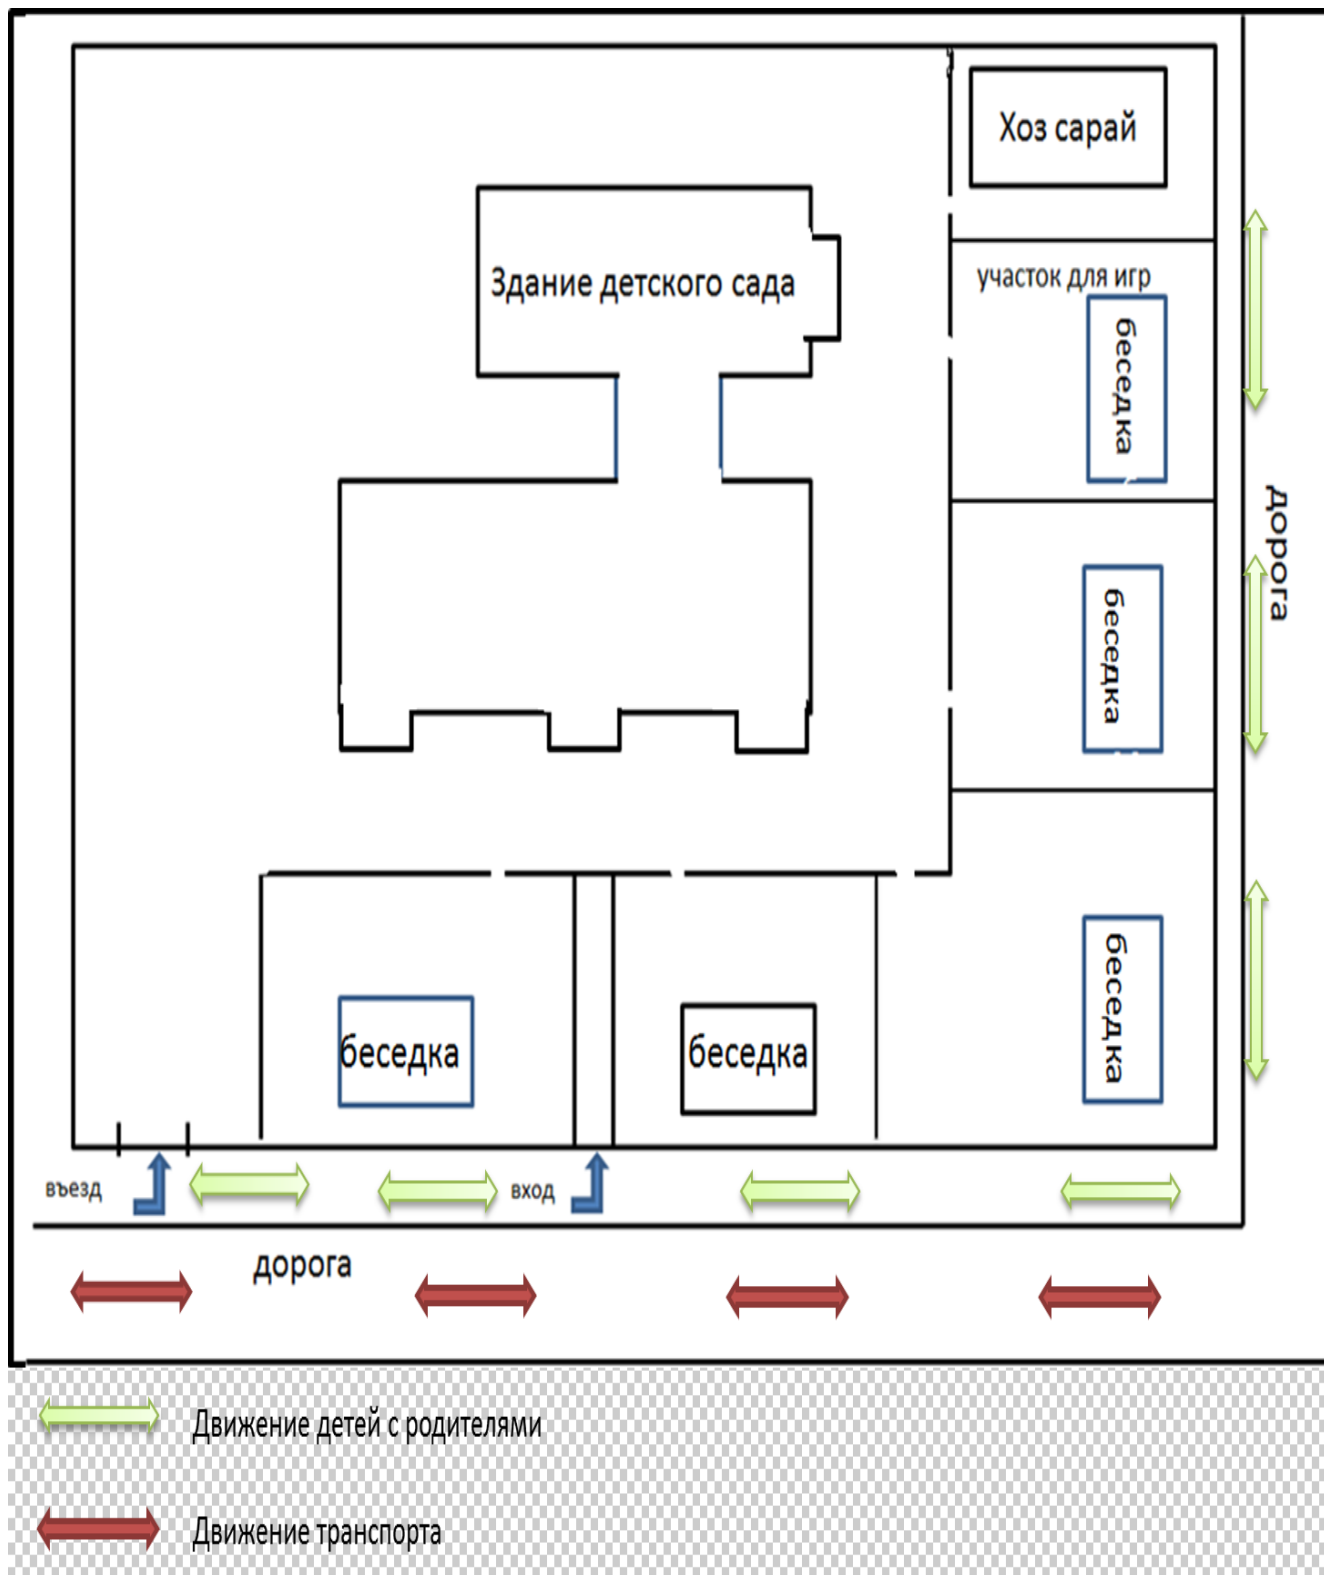 Хоз сарай
Здание детского сада
участок для игр
беседка
дорога
беседка
беседка
беседка
беседка
въезд
вход
дорога
Движение детей с родителями
Движение транспорта